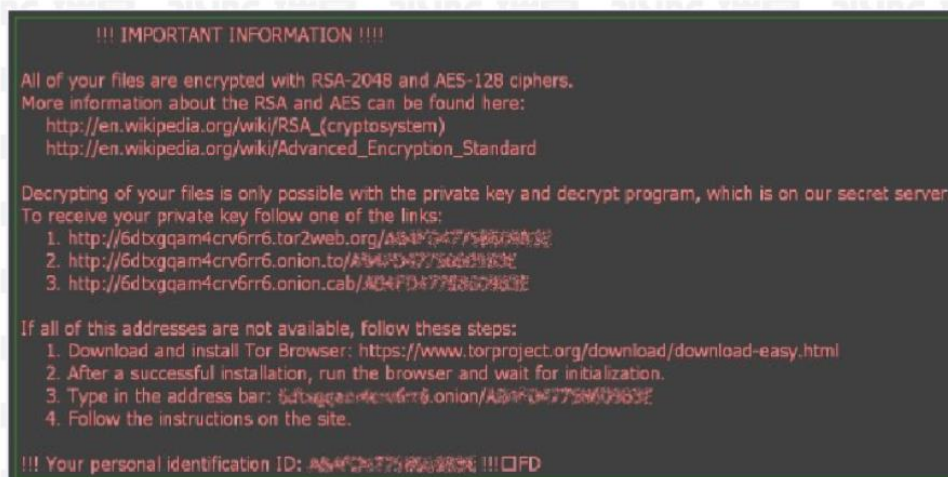 !!! IMPORTANT INFORMATION !!!!
All of your files are encrypted with RSA-2048 and AES-128 ciphers.
More information about the RSA and AES can be found here:
http://en.wikipedia.org/wiki/RSA_(cryptosystem)
http://en.wikipedia.org/wiki/Advanced_Encryption_Standard
Decrypting of your files is only possible with the private key and decrypt program, which is on our secret server
To receive your private key follow one of the links:
1. http://6dtxgqam4crv6rr6.tor2web.org/
2. http://6dtxgqam4crv6rr6.onion.to/
3. http://6dtxgqam4crv6rr6.onion.cab/
If all of this addresses are not available, follow these steps:
1. Download and install Tor Browser: https://www.torproject.org/download/download-easy.html
2. After a successful installation, run the browser and wait for initialization.
3. Type in the address bar: .onion/
4. Follow the instructions on the site.
!!! Your personal identification ID: !!!□FD